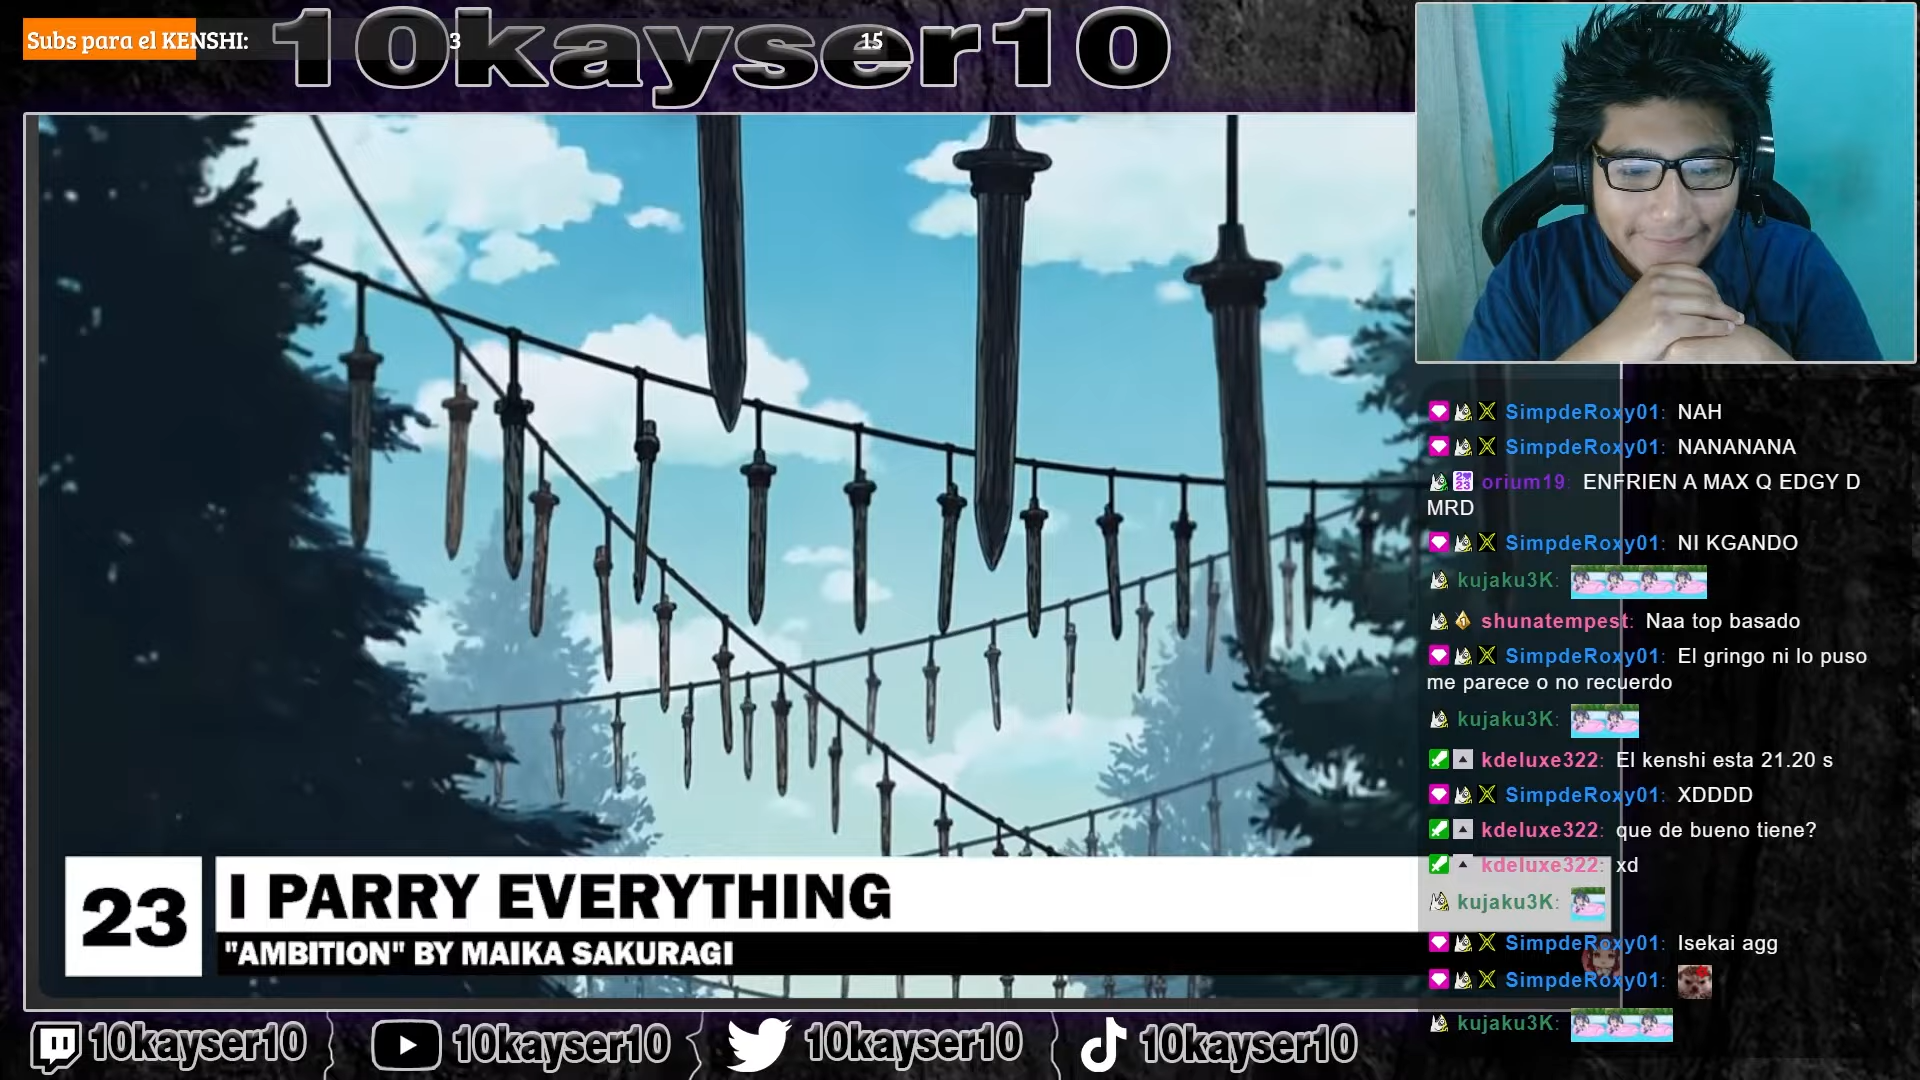 Subs para el KENSHI:
3
15
10kayser10
SimpdeRoxy01: NAH
SimpdeRoxy01: NANANANA
orium19: ENFRIEN A MAX Q EDGY D
MRD
SimpdeRoxy01: NI KGANDO
kujaku3K:
shunatempest: Naa top basado
SimpdeRoxy01: El gringo ni lo puso
me parece o no recuerdo
kujaku3K:
kdeluxe322: El kenshi esta 21.20 s
SimpdeRoxy01: XDDDD
kdeluxe322: que de bueno tiene?
kdeluxe322: xd
kujaku3K:
SimpdeRoxy01: Isekai agg
SimpdeRoxy01:
kujaku3K:
23
I PARRY EVERYTHING
"AMBITION" BY MAIKA SAKURAGI
10kayser10
10kayser10
10kayser10
10kayser10